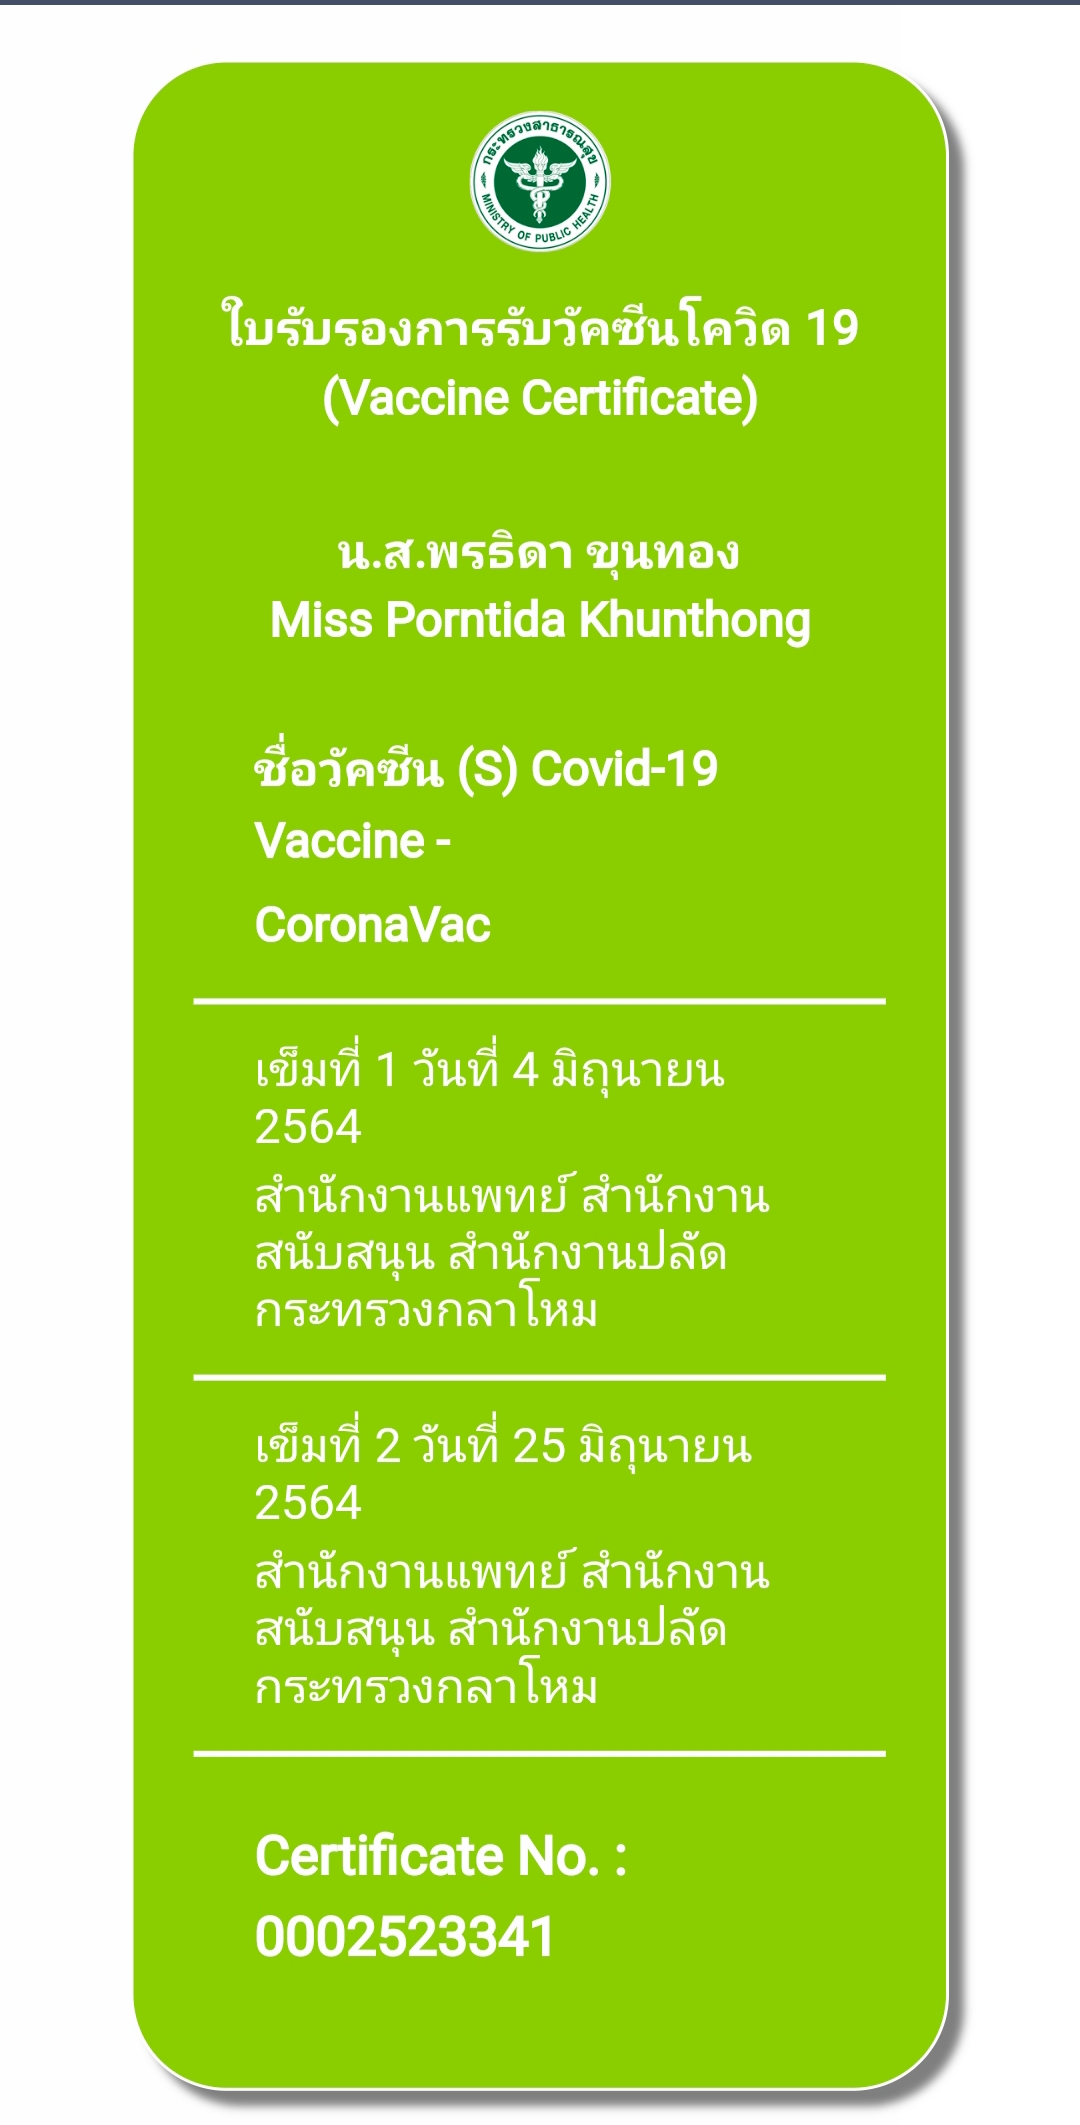 กระทรวงสาธารณสุข
MINISTRY OF PUBLIC HEALTH
ใบรับรองการรับวัคซีนโควิด 19
(Vaccine Certificate)
น.ส.พรธิดา ขุนทอง
Miss Porntida Khunthong
ชื่อวัคซีน (S) Covid-19
Vaccine -
CoronaVac
เข็มที่ 1 วันที่ 4 มิถุนายน
2564
สำนักงานแพทย์ สำนักงาน
สนับสนุน สำนักงานปลัด
กระทรวงกลาโหม
เข็มที่ 2 วันที่ 25 มิถุนายน
2564
สำนักงานแพทย์ สำนักงาน
สนับสนุน สำนักงานปลัด
กระทรวงกลาโหม
Certificate No. :
0002523341